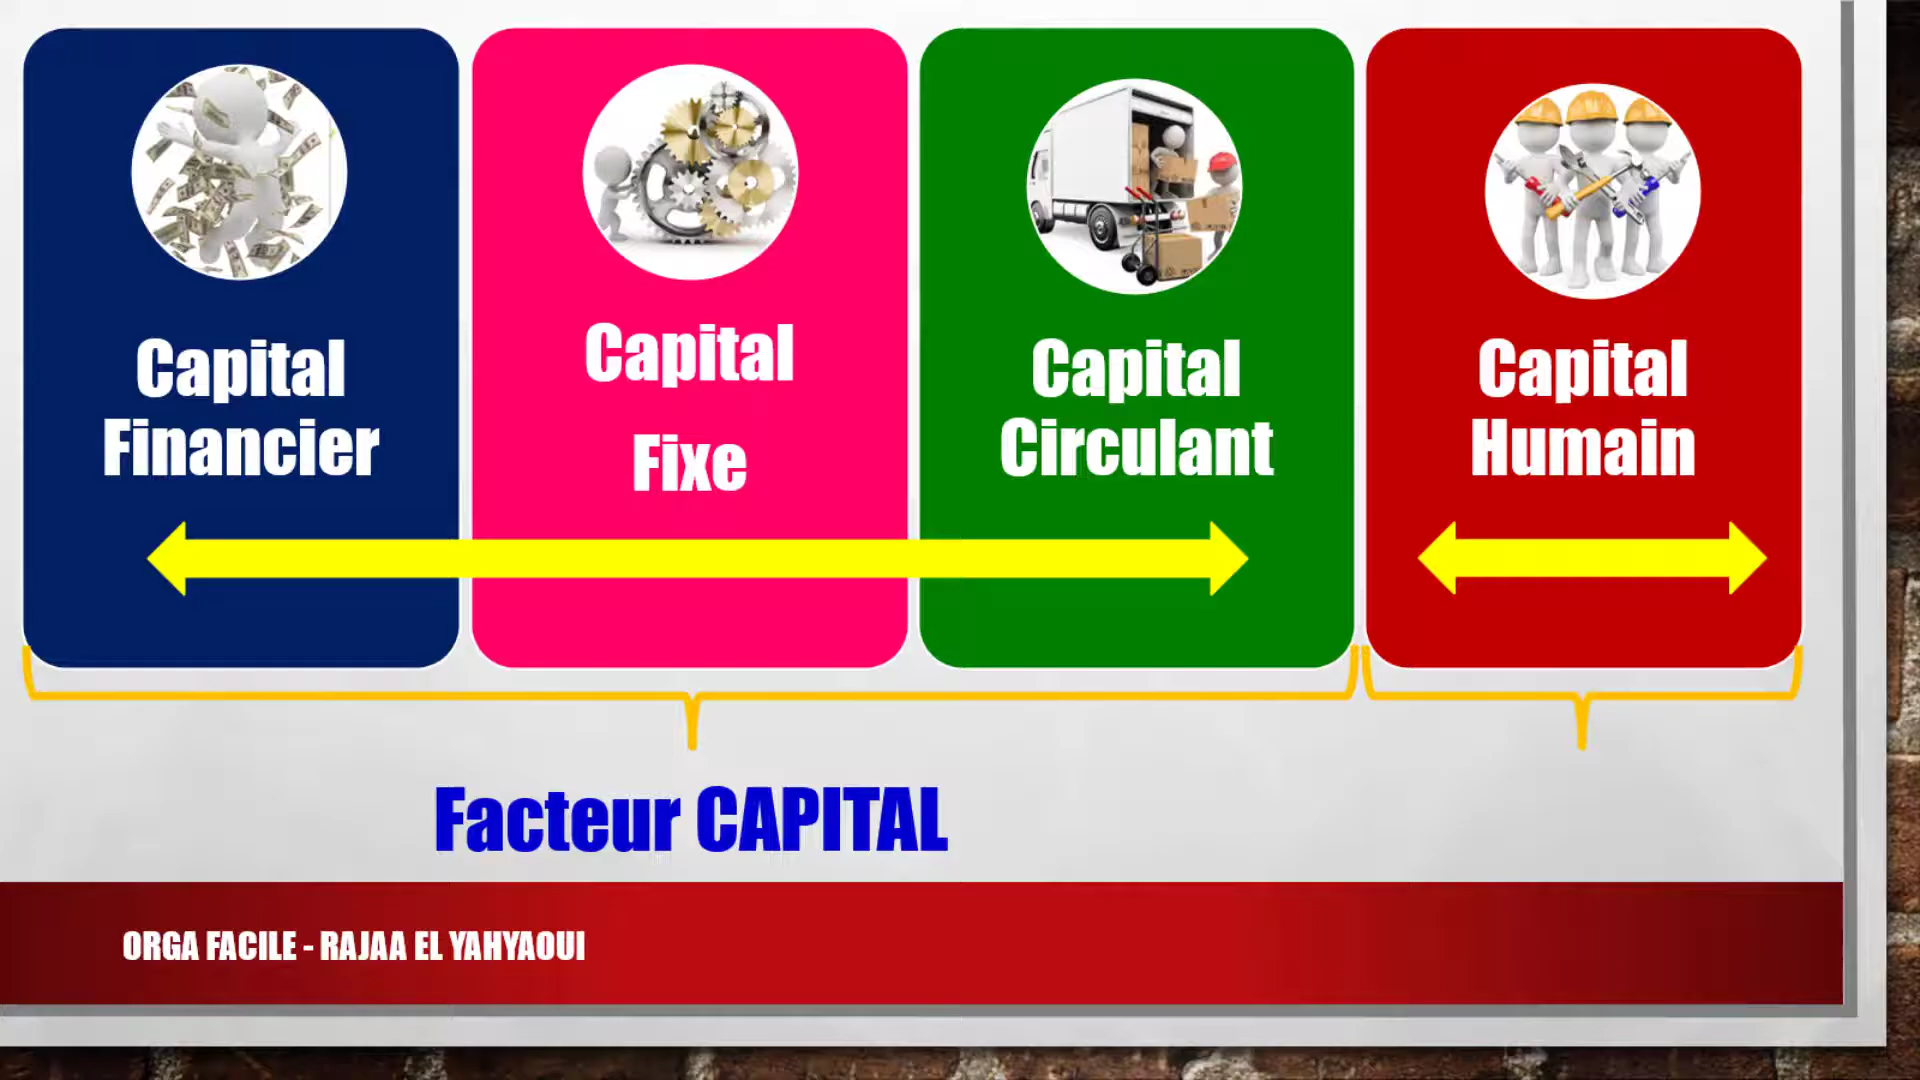 Capital
Financier
Capital
Fixe
Capital
Circulant
Capital
Humain
Facteur CAPITAL
ORGA FACILE - RAJAA EL YAHYAOUI